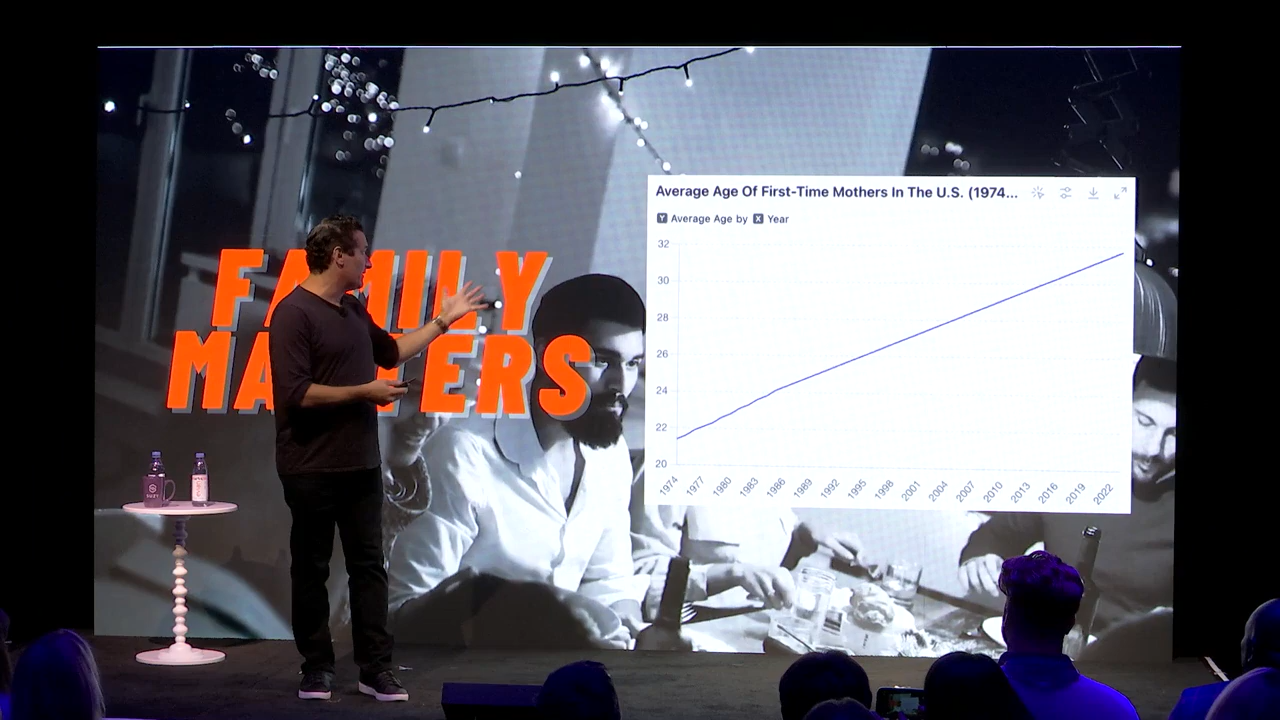 FAMILY
MATTERS
Average Age Of First-Time Mothers In The U.S. (1974...
Y Average Age by X Year
32
30
28
26
24
22
20
1974 1977 1980 1983 1986 1989 1992 1995 1998 2001 2004 2007 2010 2013 2016 2019 2022
SUZY